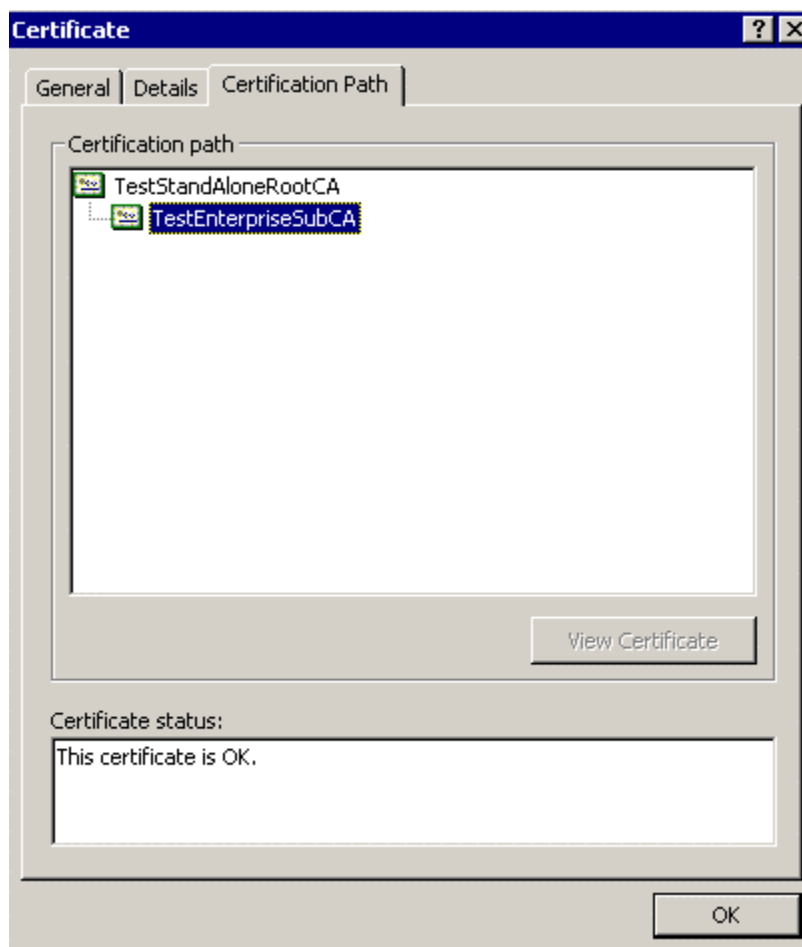 Certificate
General Details Certification Path
Certification path
TestStandAloneRootCA
TestEnterpriseSubCA
View Certificate
Certificate status:
This certificate is OK.
OK